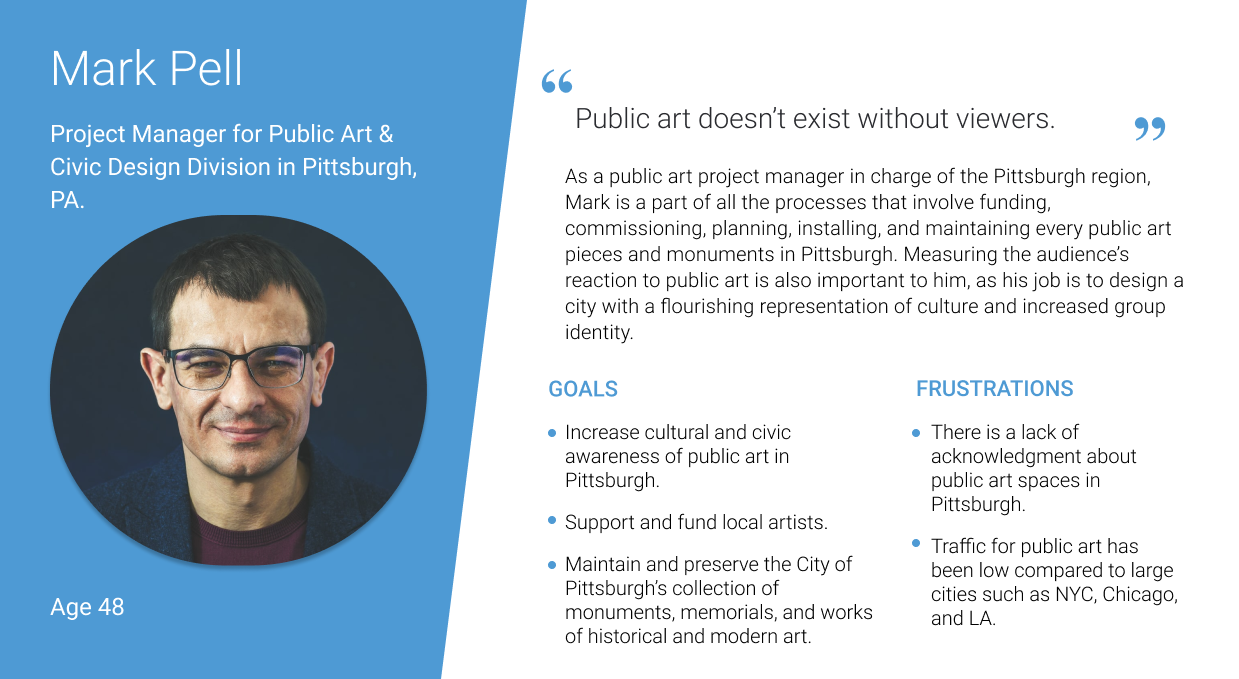 Mark Pell
Project Manager for Public Art &
Civic Design Division in Pittsburgh,
PA.
Age 48
“
Public art doesn’t exist without viewers.
”
As a public art project manager in charge of the Pittsburgh region,
Mark is a part of all the processes that involve funding,
commissioning, planning, installing, and maintaining every public art
pieces and monuments in Pittsburgh. Measuring the audience’s
reaction to public art is also important to him, as his job is to design a
city with a flourishing representation of culture and increased group
identity.
GOALS
• Increase cultural and civic
awareness of public art in
Pittsburgh.
• Support and fund local artists.
• Maintain and preserve the City of
Pittsburgh’s collection of
monuments, memorials, and works
of historical and modern art.
FRUSTRATIONS
• There is a lack of
acknowledgment about
public art spaces in
Pittsburgh.
• Traffic for public art has
been low compared to large
cities such as NYC, Chicago,
and LA.